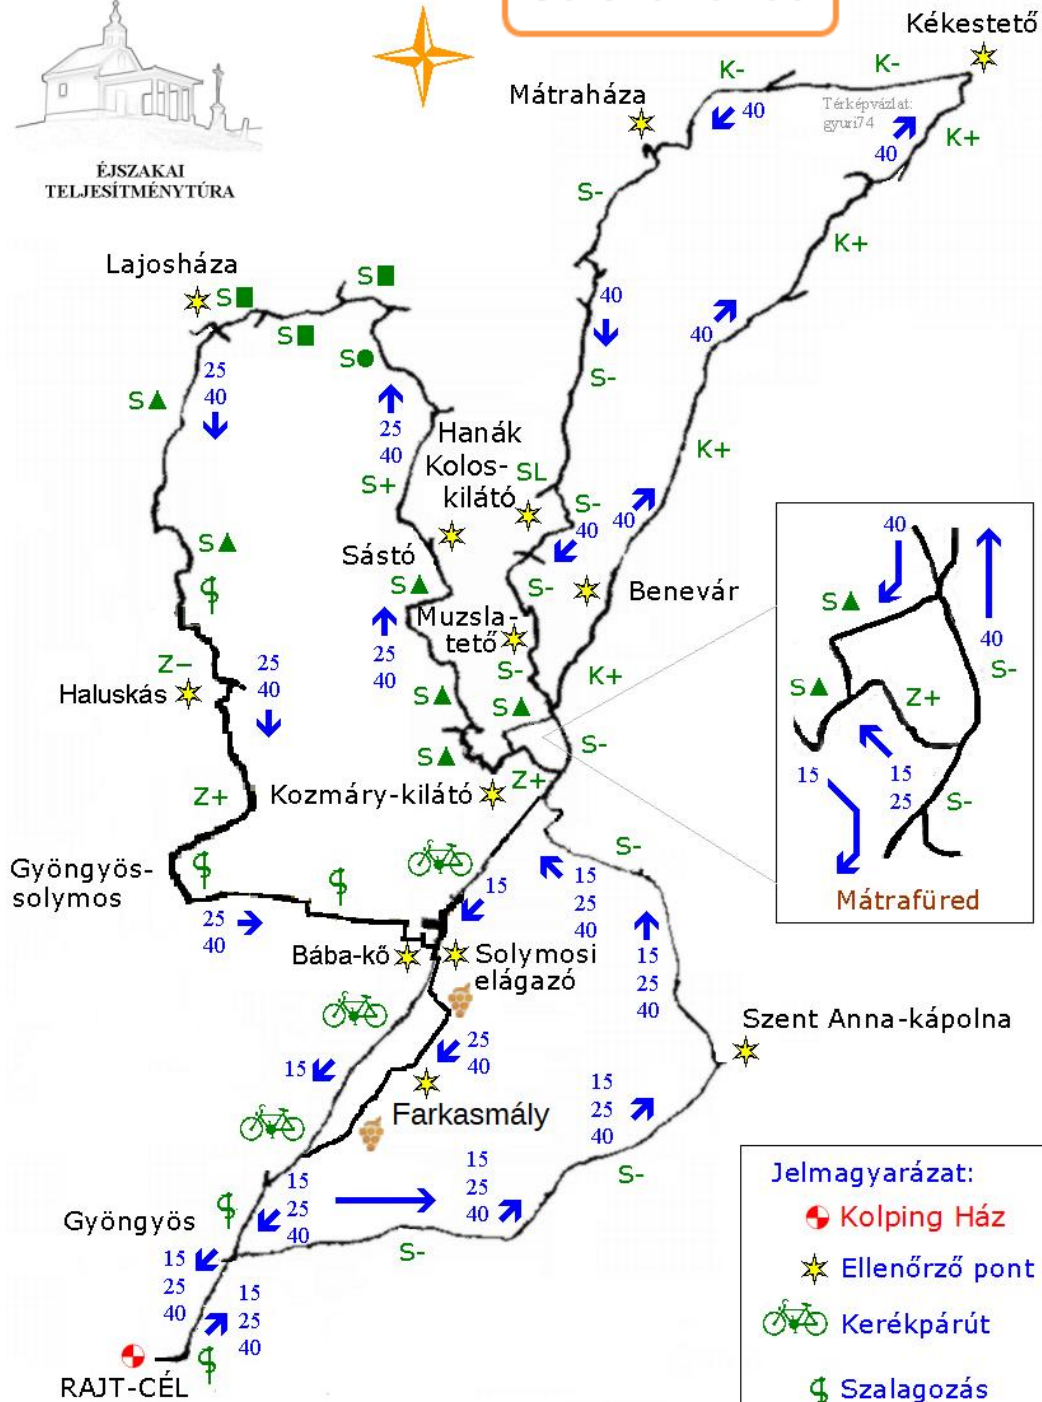 Kékestető
Mátraháza
K-
K-
40
Térképvázlat:
gyuri74
40
K+
ÉJSZAKAI
TELJESÍTMÉNYTÚRA
S-
K+
Lajosháza
S
S
S
S
40
40
25
40
S
S-
25
40
Hanák
Kolos-
kilátó
SL
K+
S+
S-
40
40
40
S
Sástó
S
S-
Benevár
S
Muzsla-
tető
40
S-
25
40
Z-
25
40
S-
K+
Haluskás
S
S
S
Z+
S-
15
15
25
S-
S
Z+
Z+
Kozmáry-kilátó
Mátrafüred
S-
Gyöngyös-
solymos
15
15
25
40
25
40
Bába-kő
Solymosi
elágazó
15
25
40
Szent Anna-kápolna
25
40
15
15
25
40
Farkasmály
15
25
40
S-
15
25
40
Gyöngyös
S-
15
25
40
15
25
40
RAJT-CÉL
Jelmagyarázat:
Kolping Ház
Ellenőrző pont
Kerékpárút
Szalagozás